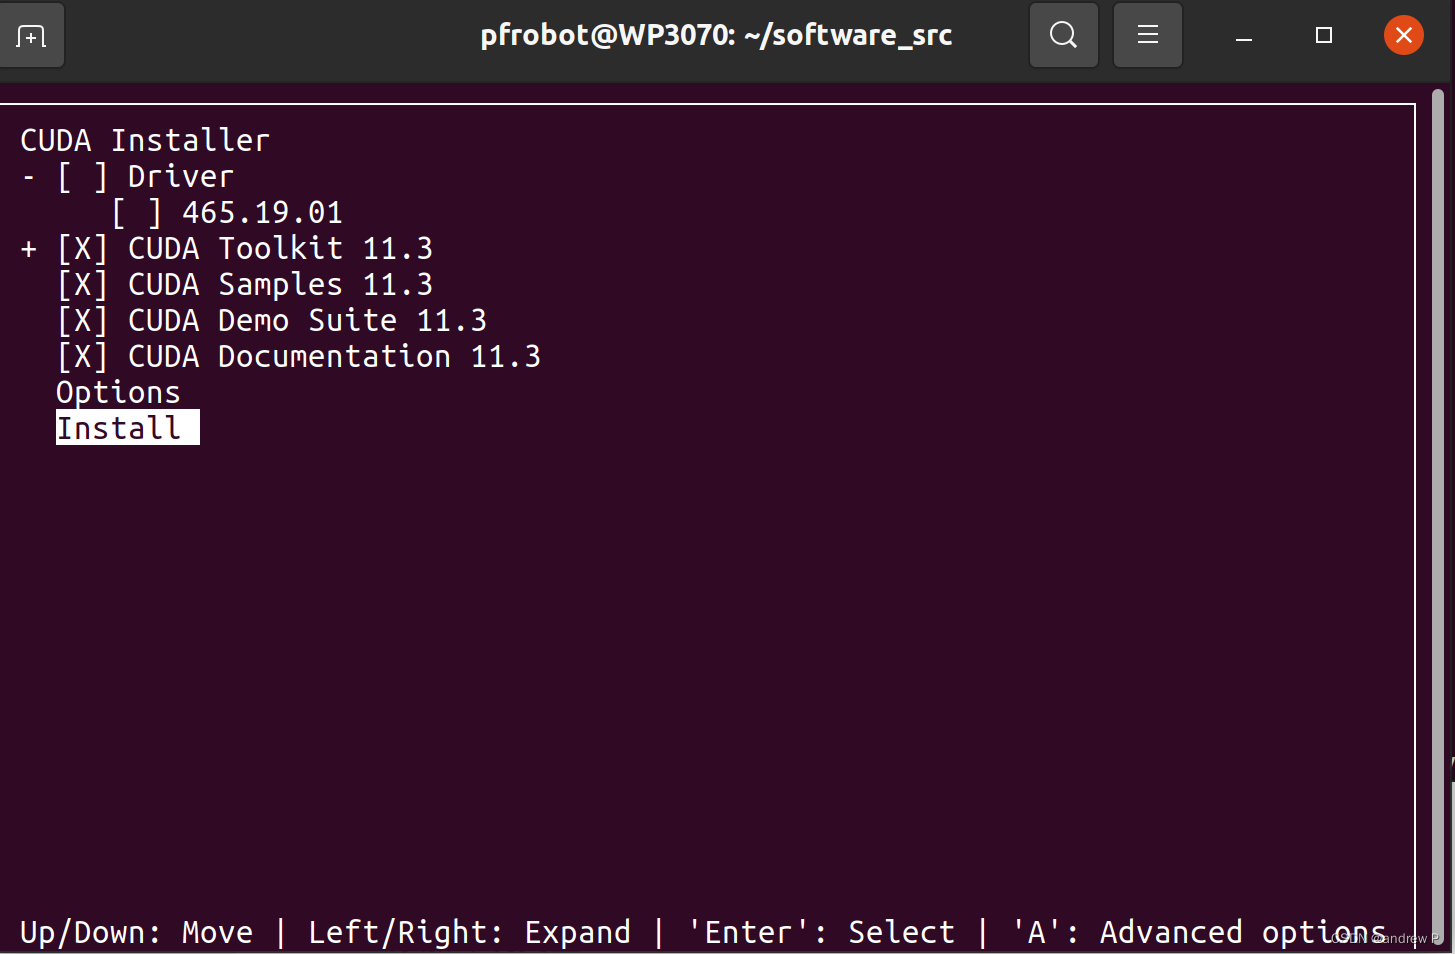 pfrobot@WP3070: ~/software_src
CUDA Installer
- [ ] Driver
[ ] 465.19.01
+ [X] CUDA Toolkit 11.3
[X] CUDA Samples 11.3
[X] CUDA Demo Suite 11.3
[X] CUDA Documentation 11.3
Options
Install
Up/Down: Move | Left/Right: Expand | 'Enter': Select | 'A': Advanced options
CSDN @andrew P